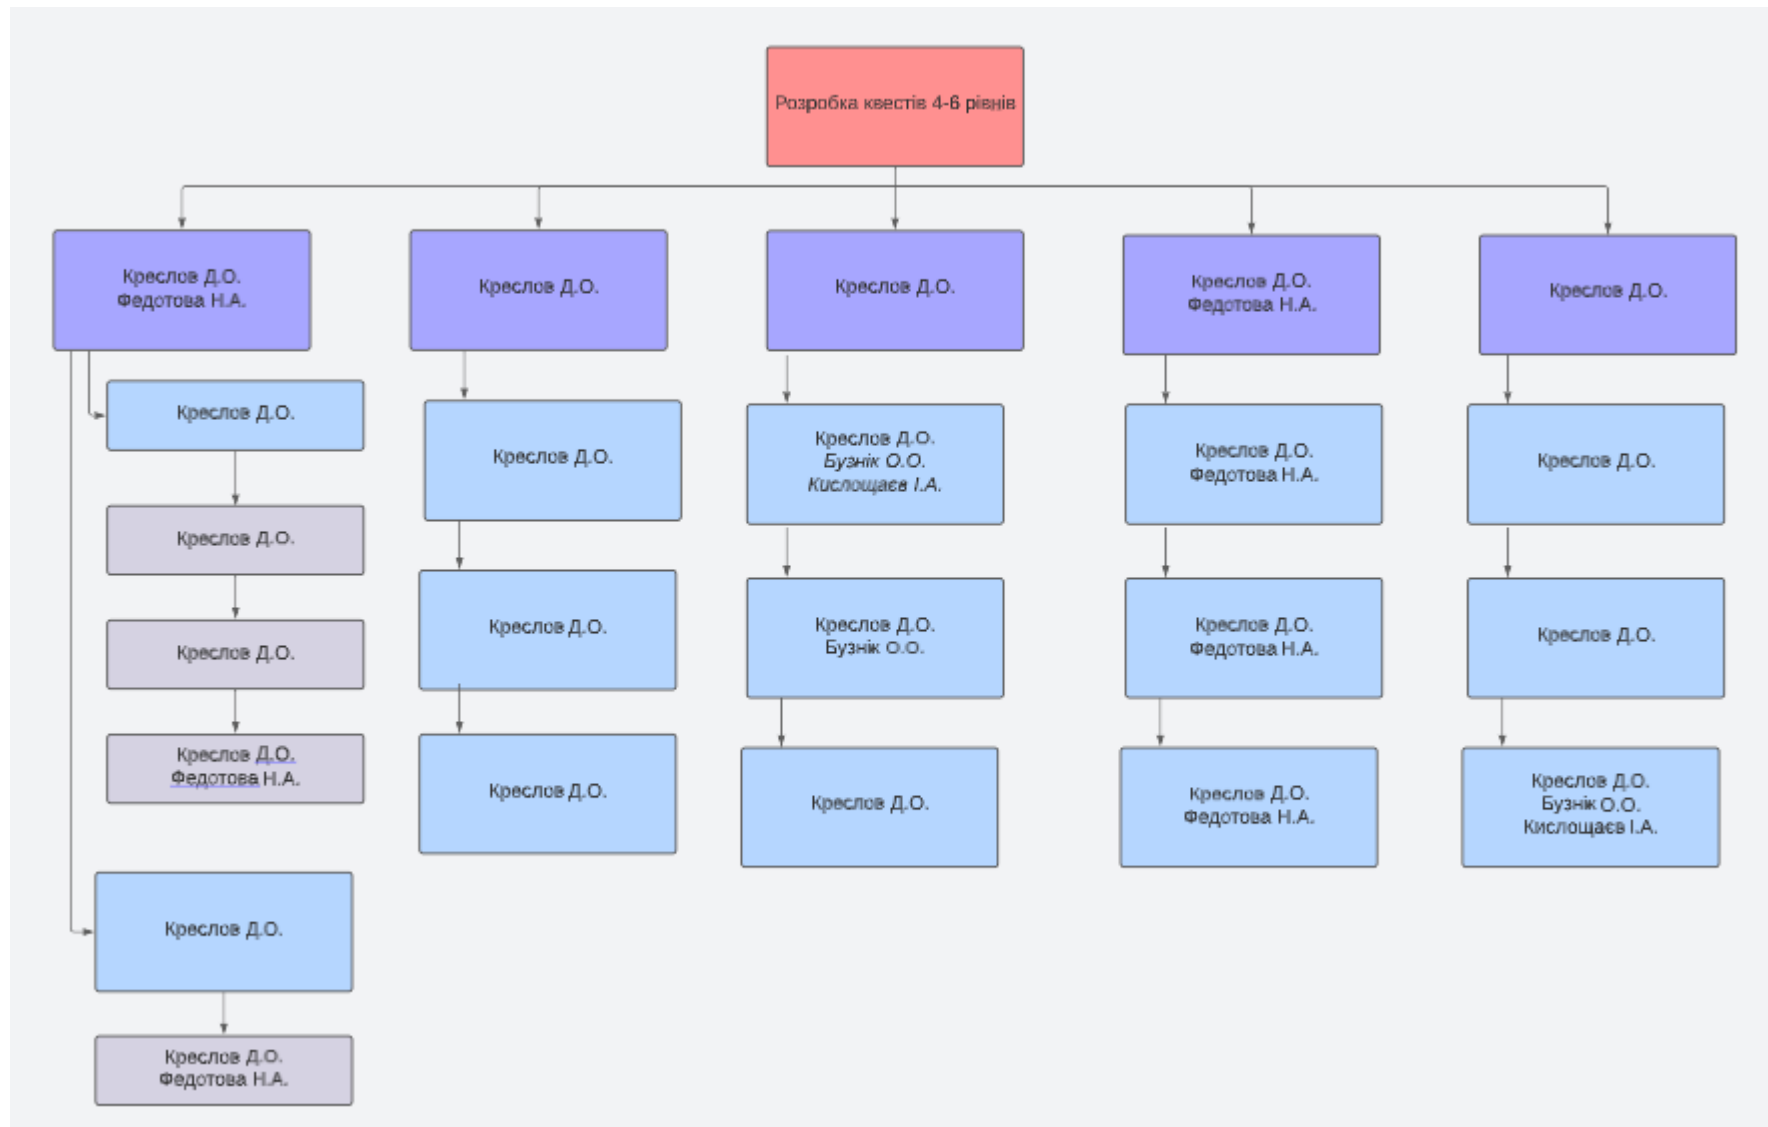 Розробка квестів 4-6 рівнів
Креслов Д.О.
Федотова Н.А.
Креслов Д.О.
Креслов Д.О.
Креслов Д.О.
Федотова Н.А.
Креслов Д.О.
Креслов Д.О.
Креслов Д.О.
Креслов Д.О.
Креслов Д.О.
Федотова Н.А.
Креслов Д.О.
Федотова Н.А.
Креслов Д.О.
Креслов Д.О.
Креслов Д.О.
Креслов Д.О.
Бузнік О.О.
Кислощаєв І.А.
Креслов Д.О.
Бузнік О.О.
Креслов Д.О.
Креслов Д.О.
Федотова Н.А.
Креслов Д.О.
Федотова Н.А.
Креслов Д.О.
Федотова Н.А.
Креслов Д.О.
Креслов Д.О.
Креслов Д.О.
Бузнік О.О.
Кислощаєв І.А.
Креслов Д.О.
Креслов Д.О.
Федотова Н.А.